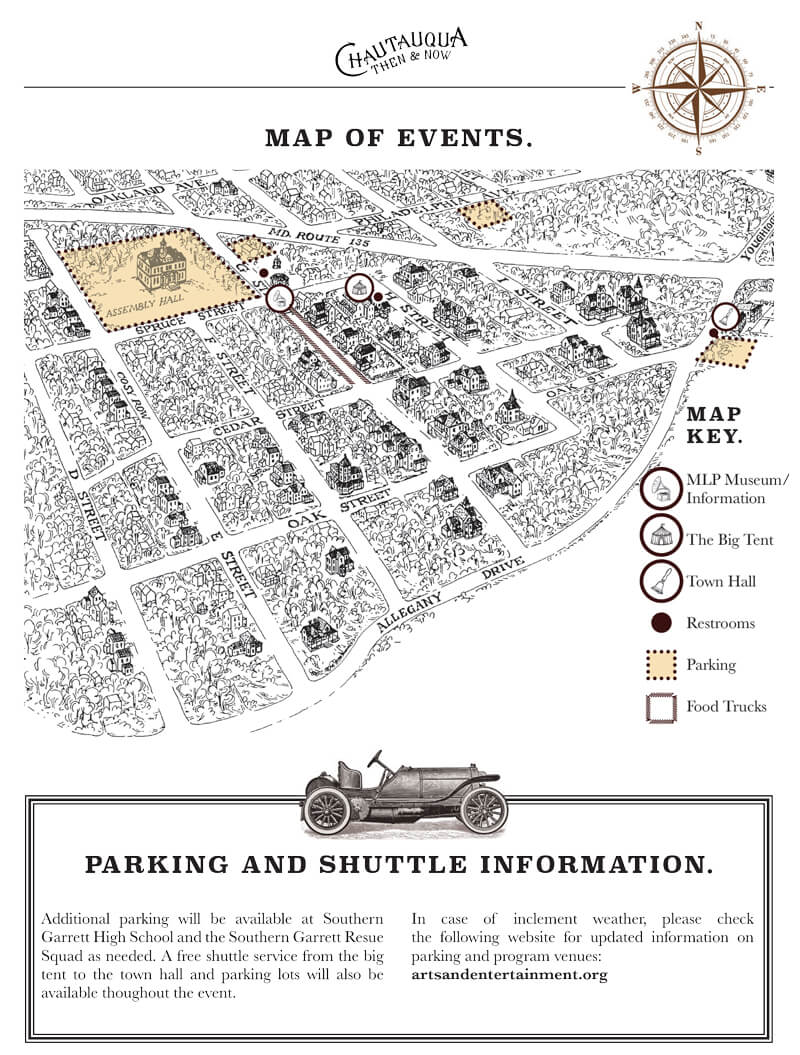 CHAUTAUQUA
THEN & NOW
N
W
E
S
MAP OF EVENTS.
OAKLAND AVE
PHILADELPHIA AVE
MD. ROUTE 135
ASSEMBLY HALL
SPRUCE STREET
G ST
H STREET
I STREET
F STREET
COSY ROW
CEDAR STREET
D STREET
OAK STREET
E STREET
ALLEGANY DRIVE
MAP
KEY.
MLP Museum/
Information
The Big Tent
Town Hall
Restrooms
Parking
Food Trucks
PARKING AND SHUTTLE INFORMATION.
Additional parking will be available at Southern
Garrett High School and the Southern Garrett Resue
Squad as needed. A free shuttle service from the big
tent to the town hall and parking lots will also be
available thoughout the event.
In case of inclement weather, please check
the following website for updated information on
parking and program venues:
artsandentertainment.org